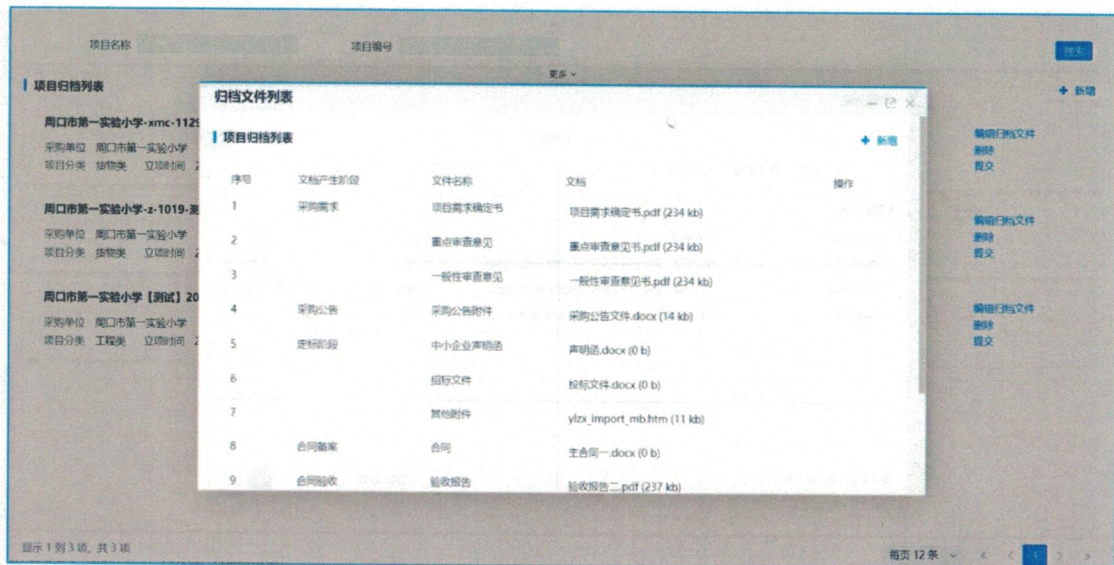 项目名称 项目编号 搜索
更多
项目归档列表 新增
周口市第一实验小学-xmc-1129
采购单位 周口市第一实验小学
项目分类 货物类 立项时间 2
编辑归档文件
删除
提交
周口市第一实验小学-z-1019-测
采购单位 周口市第一实验小学
项目分类 货物类 立项时间 2
编辑归档文件
删除
提交
周口市第一实验小学【测试】20
采购单位 周口市第一实验小学
项目分类 工程类 立项时间 2
编辑归档文件
删除
提交
归档文件列表
项目归档列表 新增
序号 文档产生阶段 文件名称 文档 操作
1 采购需求 项目需求确定书 项目需求确定书.pdf (234 kb)
2 重点审查意见 重点审查意见书.pdf (234 kb)
3 一般性审查意见 一般性审查意见书.pdf (234 kb)
4 采购公告 采购公告附件 采购公告文件.docx (14 kb)
5 定标阶段 中小企业声明函 声明函.docx (0 b)
6 招标文件 投标文件.docx (0 b)
7 其他附件 ylzx_import_mb.htm (11 kb)
8 合同备案 合同 主合同一.docx (0 b)
9 合同验收 验收报告 验收报告二.pdf (237 kb)
显示 1 到 3 项，共 3 项 每页 12 条 1